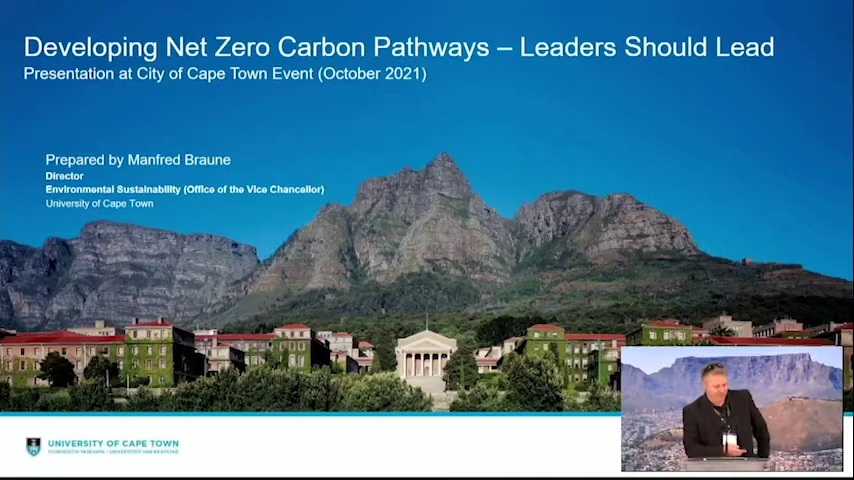 Developing Net Zero Carbon Pathways – Leaders Should Lead
Presentation at City of Cape Town Event (October 2021)
Prepared by Manfred Braune
Director
Environmental Sustainability (Office of the Vice Chancellor)
University of Cape Town
UNIVERSITY OF CAPE TOWN